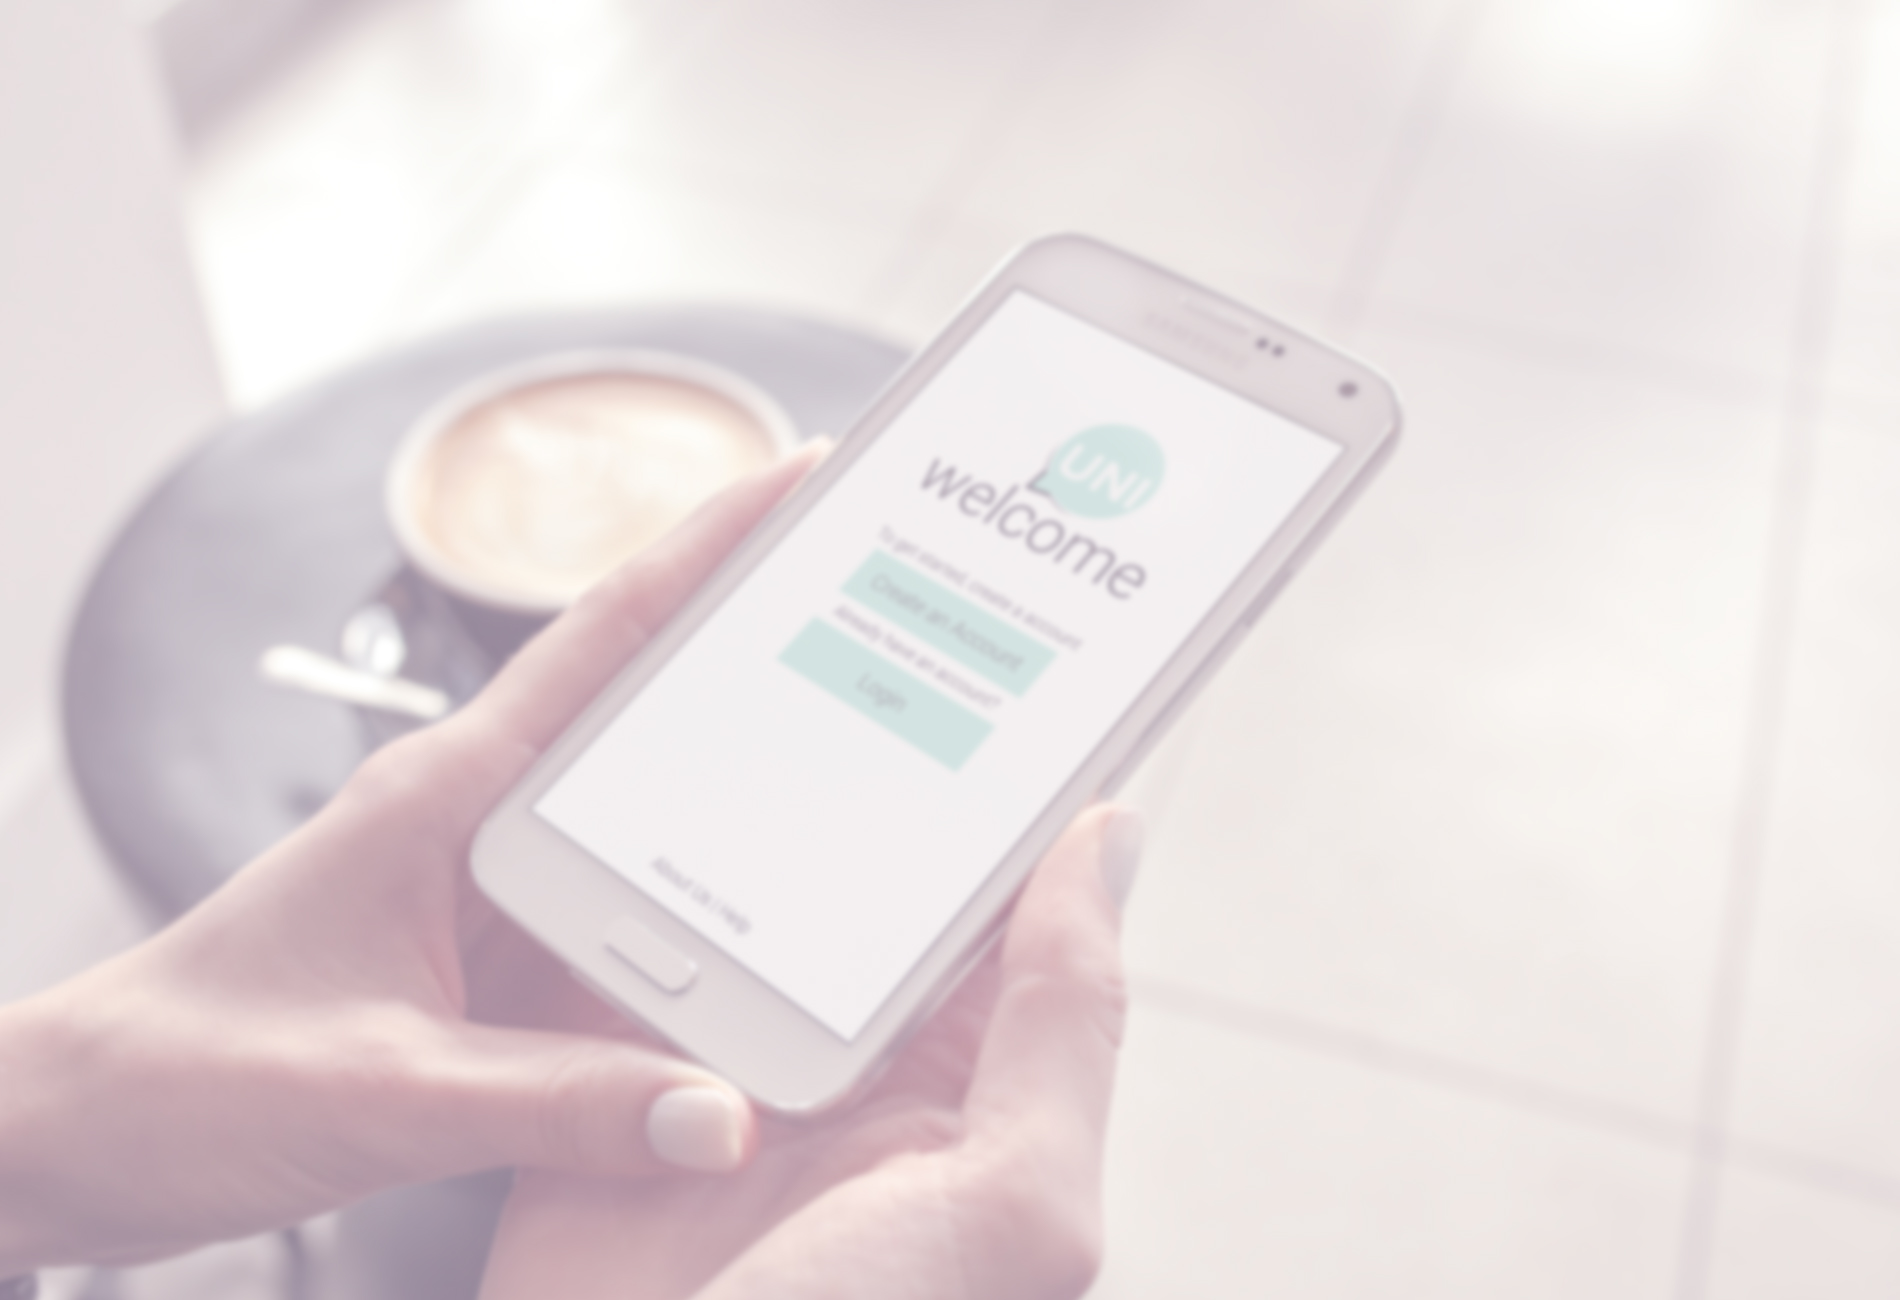 UNI
welcome
To get started, create a account
Create an Account
Already have an account?
Login
About Us | Help